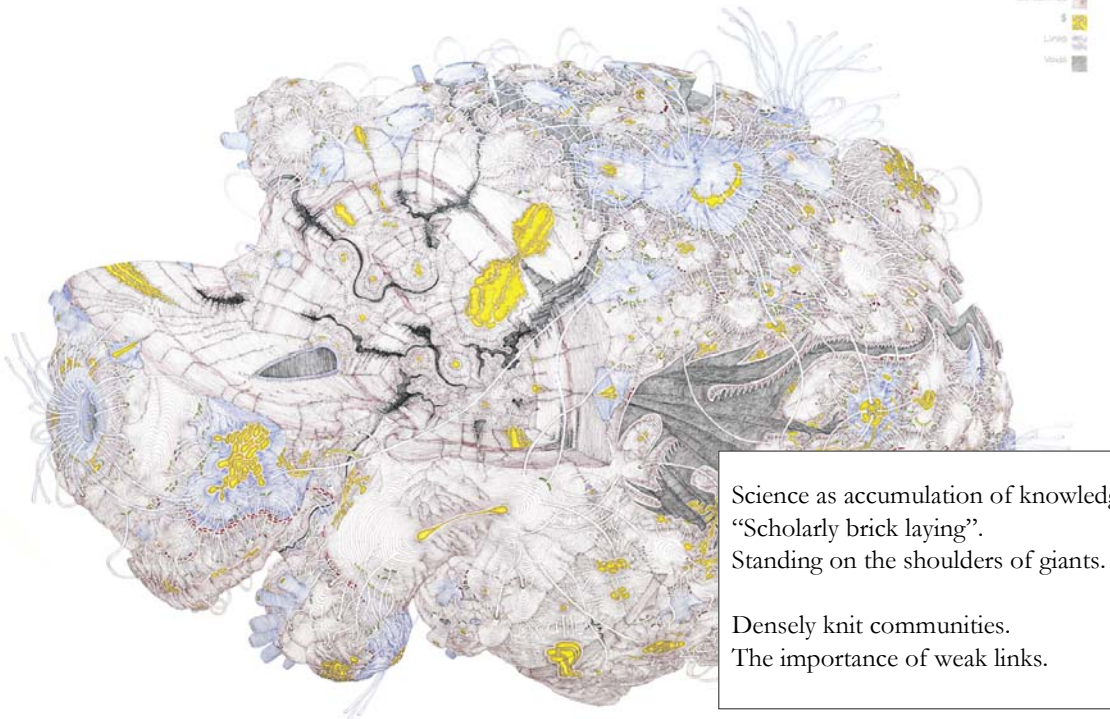 $
Links
Voids
Science as accumulation of knowledg
“Scholarly brick laying”.
Standing on the shoulders of giants.
Densely knit communities.
The importance of weak links.